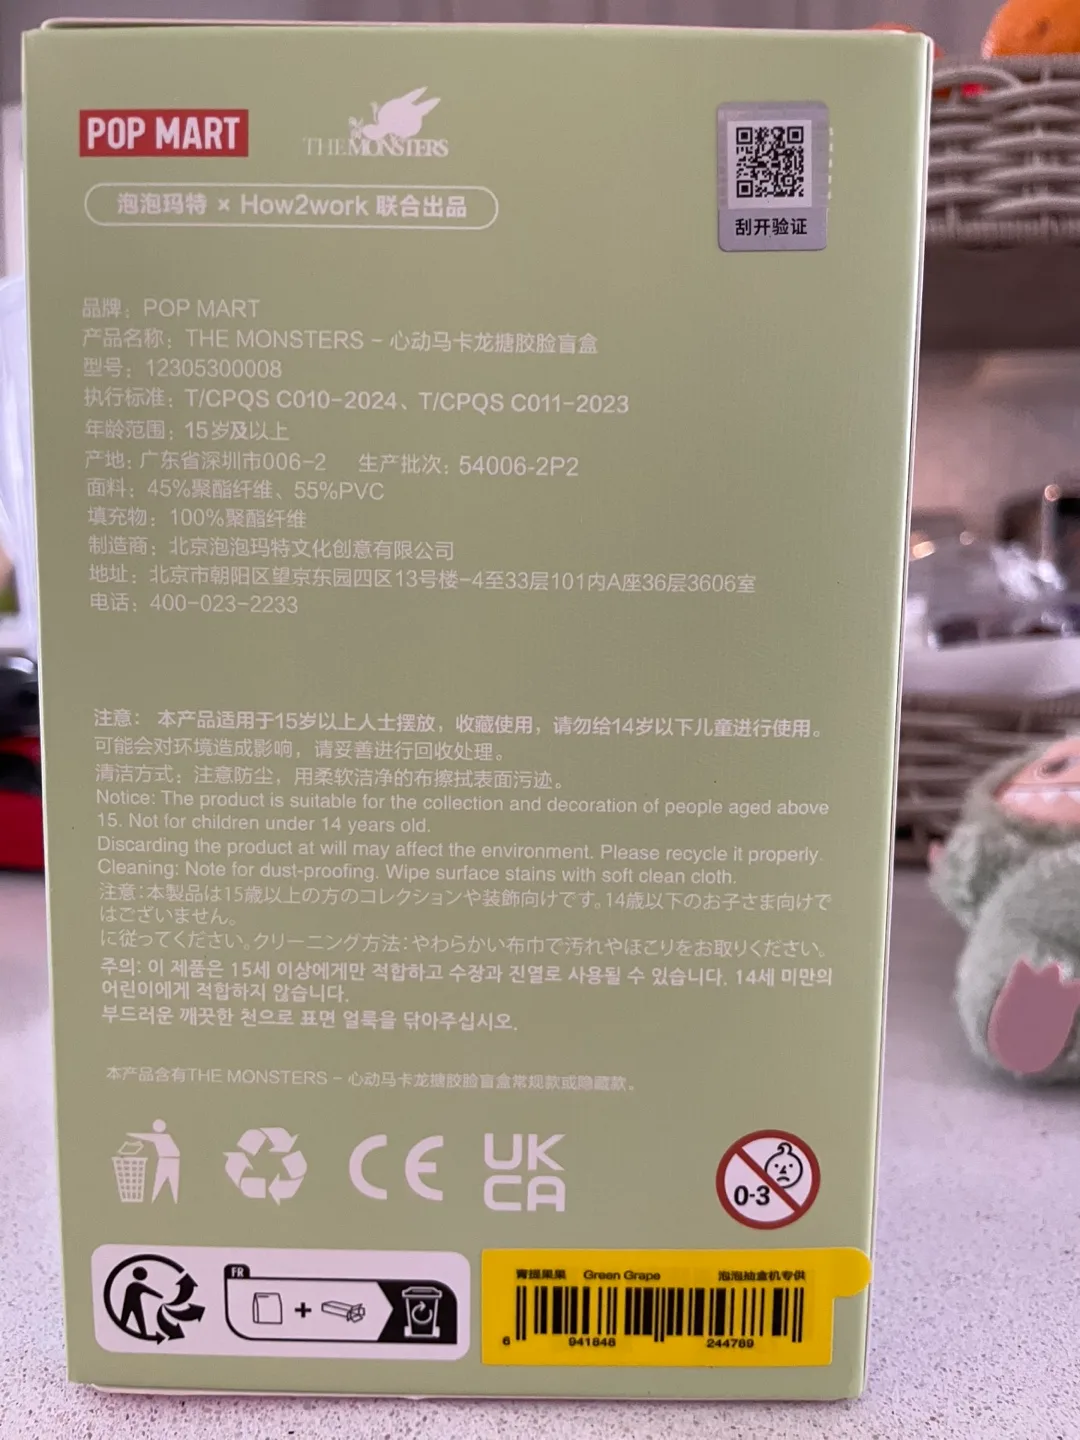 POP MART
THE MONSTERS
泡泡玛特 × How2work 联合出品
刮开验证
品牌：POP MART
产品名称：THE MONSTERS - 心动马卡龙搪胶脸盲盒
型号：12305300008
执行标准：T/CPQS C010-2024、T/CPQS C011-2023
年龄范围：15岁及以上
产地：广东省深圳市006-2 生产批次：54006-2P2
面料：45%聚酯纤维、55%PVC
填充物：100%聚酯纤维
制造商：北京泡泡玛特文化创意有限公司
地址：北京市朝阳区望京东园四区13号楼-4至33层101内A座36层3606室
电话：400-023-2233
注意： 本产品适用于15岁以上人士摆放，收藏使用，请勿给14岁以下儿童进行使用。
可能会对环境造成影响，请妥善进行回收处理。
清洁方式：注意防尘，用柔软洁净的布擦拭表面污迹。
Notice: The product is suitable for the collection and decoration of people aged above
15. Not for children under 14 years old.
Discarding the product at will may affect the environment. Please recycle it properly.
Cleaning: Note for dust-proofing. Wipe surface stains with soft clean cloth.
注意：本製品は15歳以上の方のコレクションや装飾向けです。14歳以下のお子さま向けで
はございません。
に従ってください。クリーニング方法：やわらかい布巾で汚れやほこりをお取りください。
주의: 이 제품은 15세 이상에게만 적합하고 수장과 진열로 사용될 수 있습니다. 14세 미만의
어린이에게 적합하지 않습니다.
부드러운 깨끗한 천으로 표면 얼룩을 닦아주십시오.
本产品含有THE MONSTERS - 心动马卡龙搪胶脸盲盒常规款或隐藏款。
CE
UK
CA
0-3
FR
青提果果 Green Grape 泡泡抽盒机专供
6 941848 244789